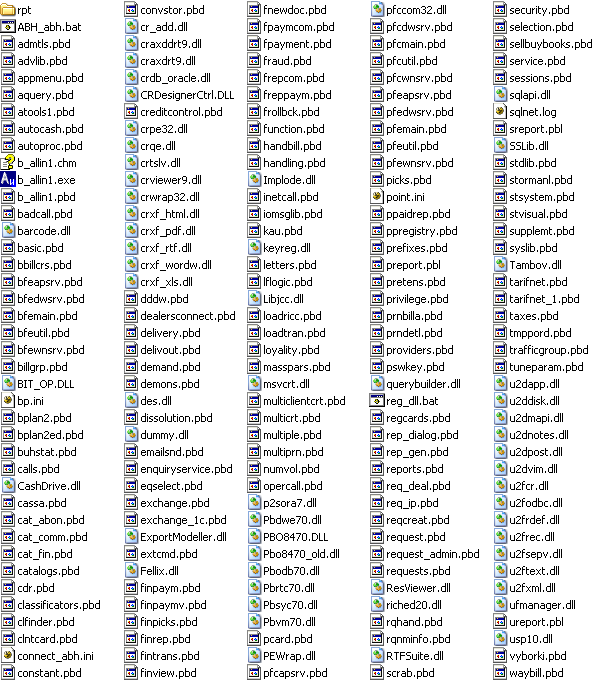 rpt
ABH_abh.bat
admtls.pbd
advlib.pbd
appmenu.pbd
aquery.pbd
atools1.pbd
autocash.pbd
autoproc.pbd
b_allin1.chm
b_allin1.exe
b_allin1.pbd
badcall.pbd
barcode.dll
basic.pbd
bbillcrs.pbd
bfeapsrv.pbd
bfedwsrv.pbd
bfemain.pbd
bfeutil.pbd
bfewnsrv.pbd
billgrp.pbd
BIT_OP.DLL
bp.ini
bplan2.pbd
bplan2ed.pbd
buhstat.pbd
calls.pbd
CashDrive.dll
cassa.pbd
cat_abon.pbd
cat_comm.pbd
cat_fin.pbd
catalogs.pbd
cdr.pbd
classificators.pbd
clfinder.pbd
clntcard.pbd
connect_abh.ini
constant.pbd
convstor.pbd
cr_add.dll
craxddrt9.dll
craxdrt9.dll
crdb_oracle.dll
CRDesignerCtrl.DLL
creditcontrol.pbd
crpe32.dll
crqe.dll
crtslv.dll
crviewer9.dll
crwrap32.dll
crxf_html.dll
crxf_pdf.dll
crxf_rtf.dll
crxf_wordw.dll
crxf_xls.dll
dddw.pbd
dealersconnect.pbd
delivery.pbd
delivout.pbd
demand.pbd
demons.pbd
des.dll
dissolution.pbd
dummy.dll
emailsnd.pbd
enquiryservice.pbd
eqselect.pbd
exchange.pbd
exchange_1c.pbd
ExportModeller.dll
extcmd.pbd
Fellix.dll
finpaym.pbd
finpaymv.pbd
finpicks.pbd
finrep.pbd
fintrans.pbd
finview.pbd
fnewdoc.pbd
fpaymcom.pbd
fpayment.pbd
fraud.pbd
frepcom.pbd
freppaym.pbd
frollbck.pbd
function.pbd
handbill.pbd
handling.pbd
Implode.dll
inetcall.pbd
iomsglib.pbd
kau.pbd
keyreg.dll
letters.pbd
lflogic.pbd
Libjcc.dll
loadricc.pbd
loadtran.pbd
loyality.pbd
masspars.pbd
msvcrt.dll
multiclientcrt.pbd
multicrt.pbd
multiple.pbd
multiprn.pbd
numvol.pbd
opercall.pbd
p2sora7.dll
Pbdwe70.dll
PBO8470.DLL
Pbo8470_old.dll
Pbodb70.dll
Pbrtc70.dll
Pbsyc70.dll
Pbvm70.dll
pcard.pbd
PEWrap.dll
pfcapsrv.pbd
pfccom32.dll
pfcdwsrv.pbd
pfcmain.pbd
pfcutil.pbd
pfcwnsrv.pbd
pfeapsrv.pbd
pfedwsrv.pbd
pfemain.pbd
pfeutil.pbd
pfewnsrv.pbd
picks.pbd
point.ini
ppaidrep.pbd
ppregistry.pbd
prefixes.pbd
preport.pbl
pretens.pbd
privilege.pbd
prnbilla.pbd
prndetl.pbd
providers.pbd
pswkey.pbd
querybuilder.dll
reg_dll.bat
regcards.pbd
rep_dialog.pbd
rep_gen.pbd
reports.pbd
req_deal.pbd
req_ip.pbd
reqcreat.pbd
request.pbd
request_admin.pbd
requests.pbd
ResViewer.dll
riched20.dll
rqhand.pbd
rqnminfo.pbd
RTFSuite.dll
scrab.pbd
security.pbd
selection.pbd
sellbuybooks.pbd
service.pbd
sessions.pbd
sqlapi.dll
sqlnet.log
sreport.pbl
SSLib.dll
stdlib.pbd
stormanl.pbd
stsystem.pbd
stvisual.pbd
supplemt.pbd
syslib.pbd
Tambov.dll
tarifnet.pbd
tarifnet_1.pbd
taxes.pbd
tmppord.pbd
trafficgroup.pbd
tuneparam.pbd
u2dapp.dll
u2ddisk.dll
u2dmapi.dll
u2dnotes.dll
u2dpost.dll
u2dvim.dll
u2fcr.dll
u2fodbc.dll
u2frdef.dll
u2frec.dll
u2fsepv.dll
u2ftext.dll
u2fxml.dll
ufmanager.dll
ureport.pbl
usp10.dll
vyborki.pbd
waybill.pbd